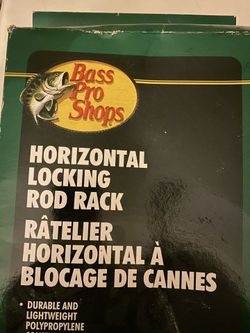 Bass
Pro
Shops
HORIZONTAL
LOCKING
ROD RACK
RÂTELIER
HORIZONTAL À
BLOCAGE DE CANNES
• DURABLE AND
LIGHTWEIGHT
POLYPROPYLENE